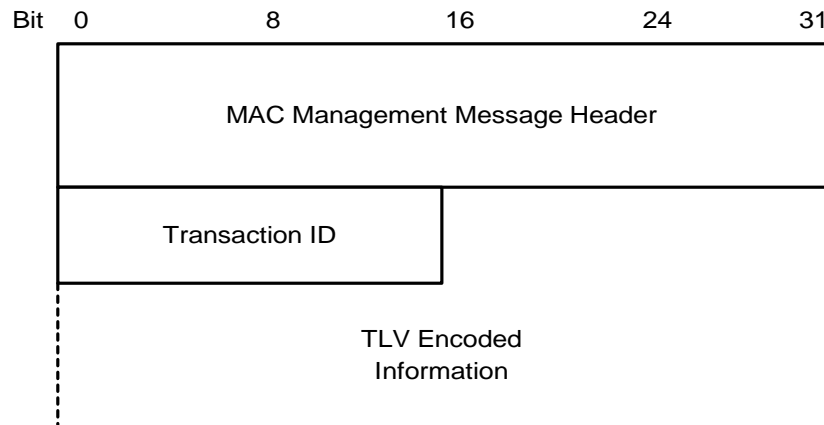 Bit 0 8 16 24 31
MAC Management Message Header
Transaction ID
TLV Encoded
Information